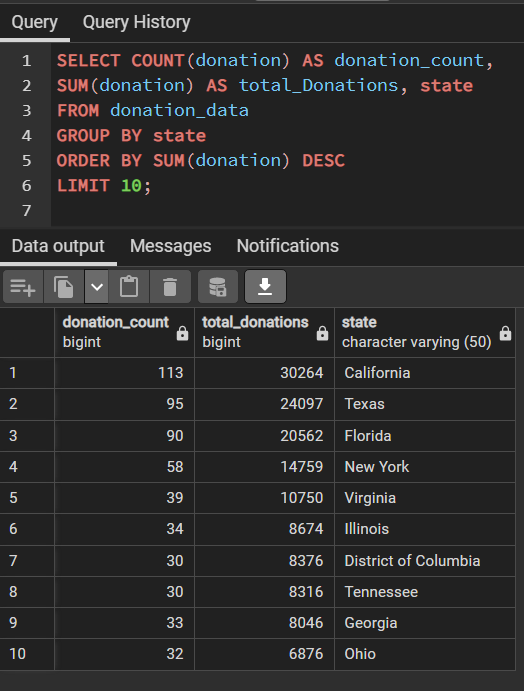 Query Query History
1 SELECT COUNT(donation) AS donation_count,
2 SUM(donation) AS total_Donations, state
3 FROM donation_data
4 GROUP BY state
5 ORDER BY SUM(donation) DESC
6 LIMIT 10;
7
Data output Messages Notifications
donation_count total_donations state
bigint bigint character varying (50)
1 113 30264 California
2 95 24097 Texas
3 90 20562 Florida
4 58 14759 New York
5 39 10750 Virginia
6 34 8674 Illinois
7 30 8376 District of Columbia
8 30 8316 Tennessee
9 33 8046 Georgia
10 32 6876 Ohio